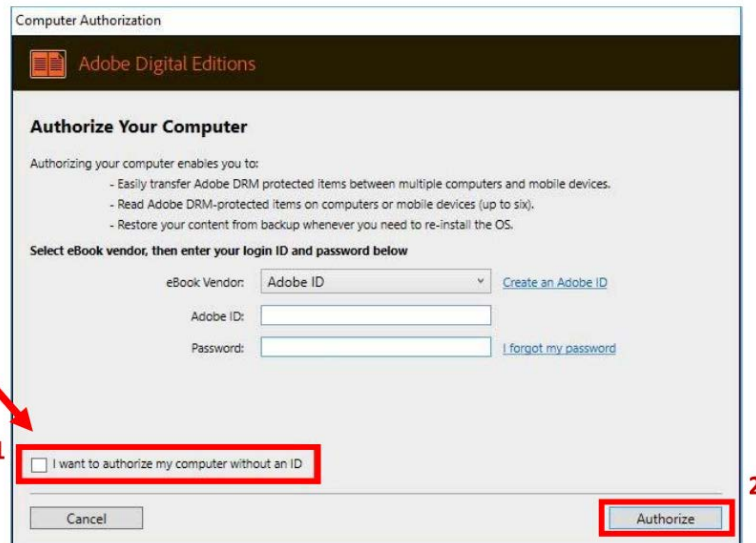 Computer Authorization
Adobe Digital Editions
Authorize Your Computer
Authorizing your computer enables you to:
- Easily transfer Adobe DRM protected items between multiple computers and mobile devices.
- Read Adobe DRM-protected items on computers or mobile devices (up to six).
- Restore your content from backup whenever you need to re-install the OS.
Select eBook vendor, then enter your login ID and password below
eBook Vendor: Adobe ID Create an Adobe ID
Adobe ID:
Password: I forgot my password
1 I want to authorize my computer without an ID
2
Cancel Authorize